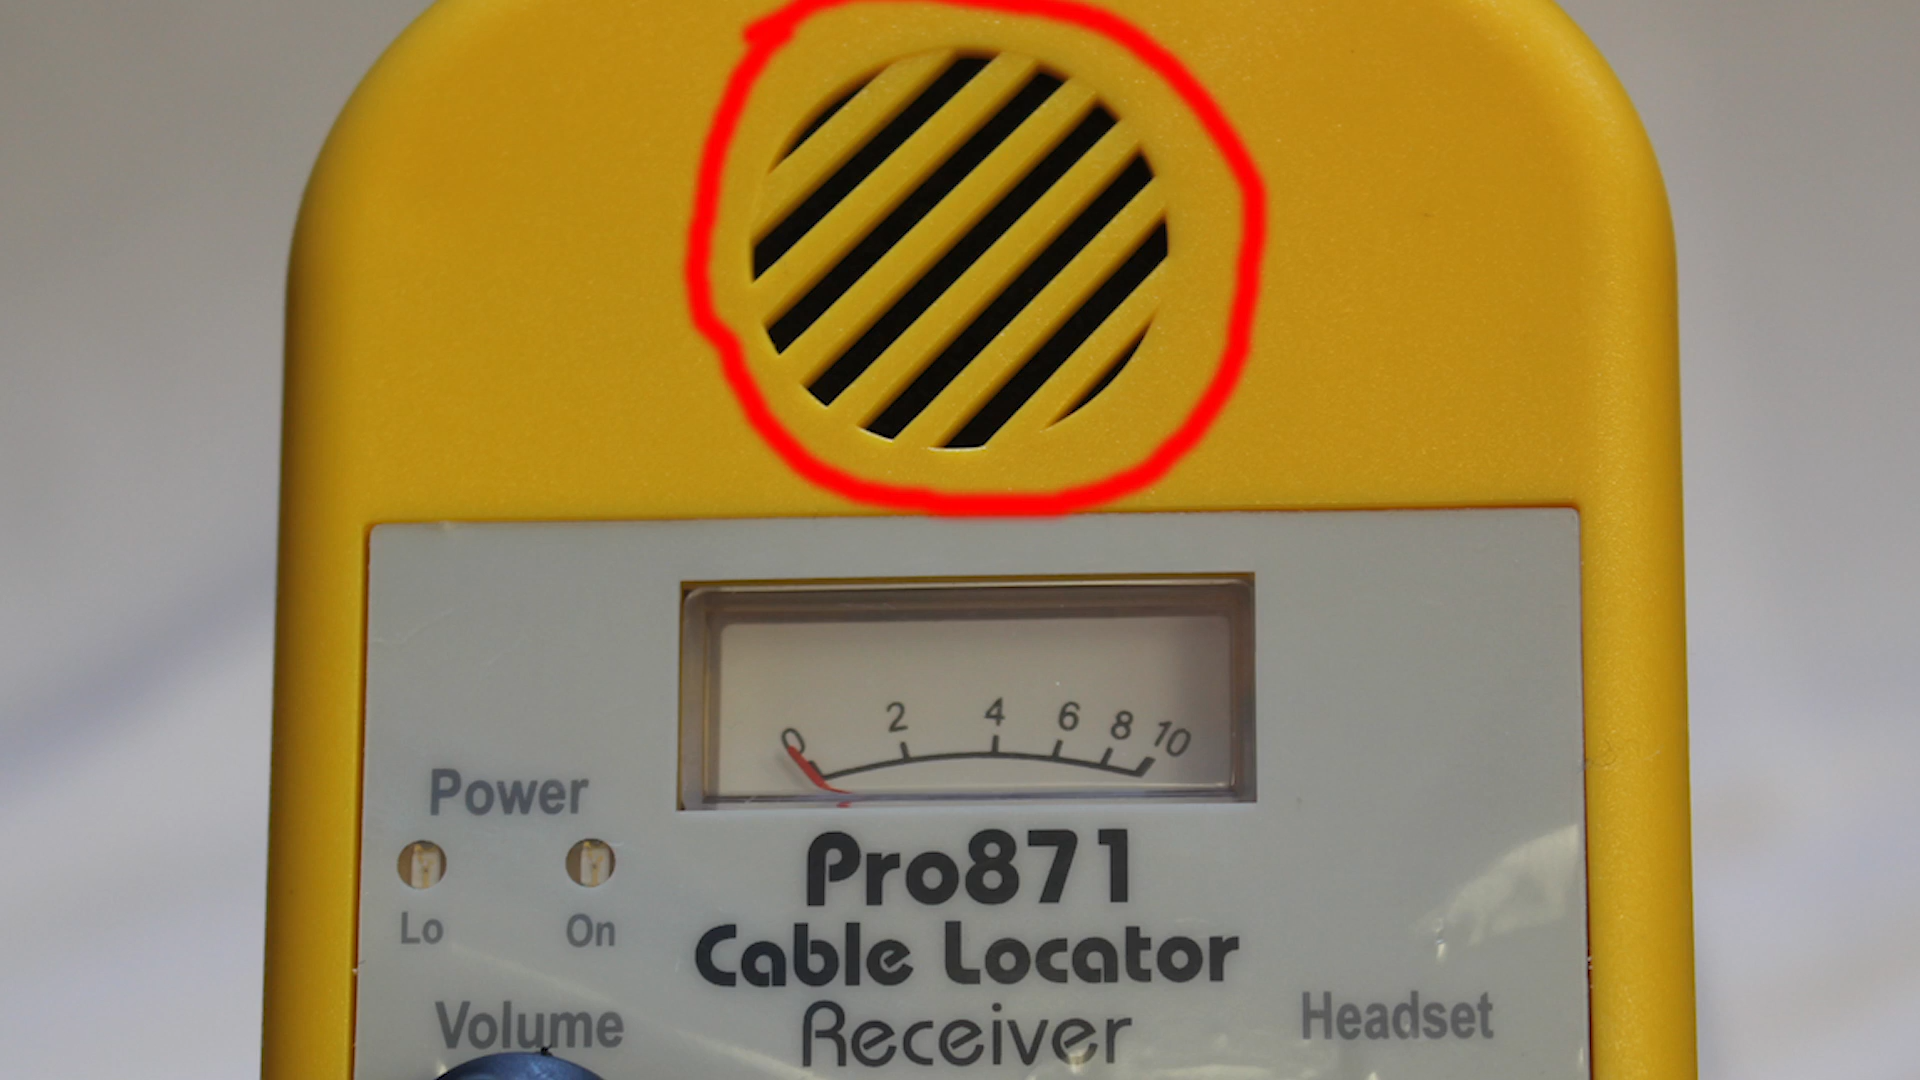 0 2 4 6 8 10
Power
Lo On
Pro871
Cable Locator
Receiver
Volume
Headset